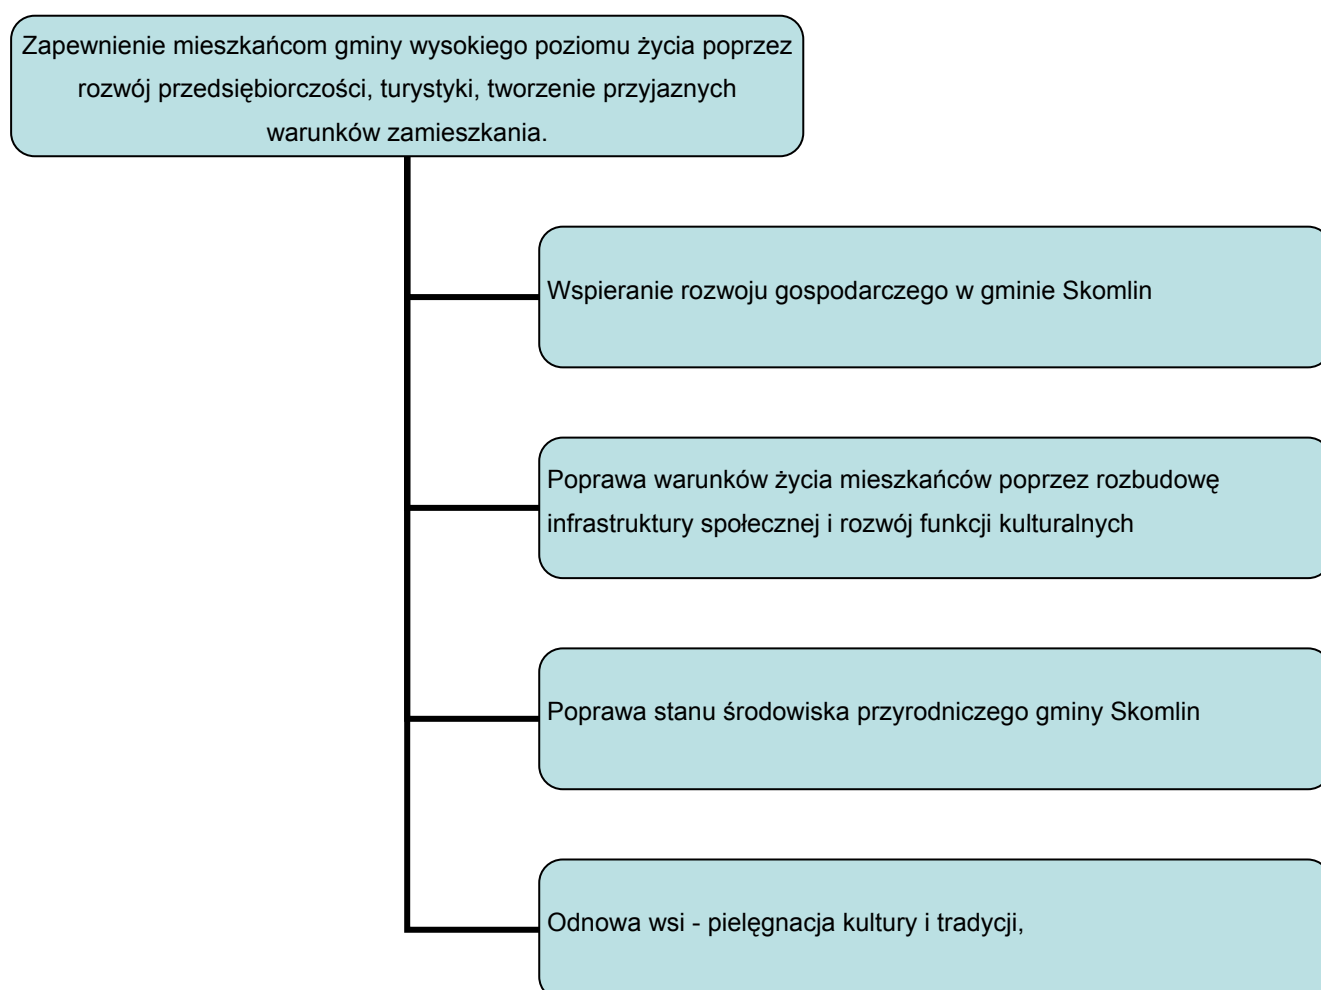 Zapewnienie mieszkańcom gminy wysokiego poziomu życia poprzez
rozwój przedsiębiorczości, turystyki, tworzenie przyjaznych
warunków zamieszkania.
Wspieranie rozwoju gospodarczego w gminie Skomlin
Poprawa warunków życia mieszkańców poprzez rozbudowę
infrastruktury społecznej i rozwój funkcji kulturalnych
Poprawa stanu środowiska przyrodniczego gminy Skomlin
Odnowa wsi - pielęgnacja kultury i tradycji,